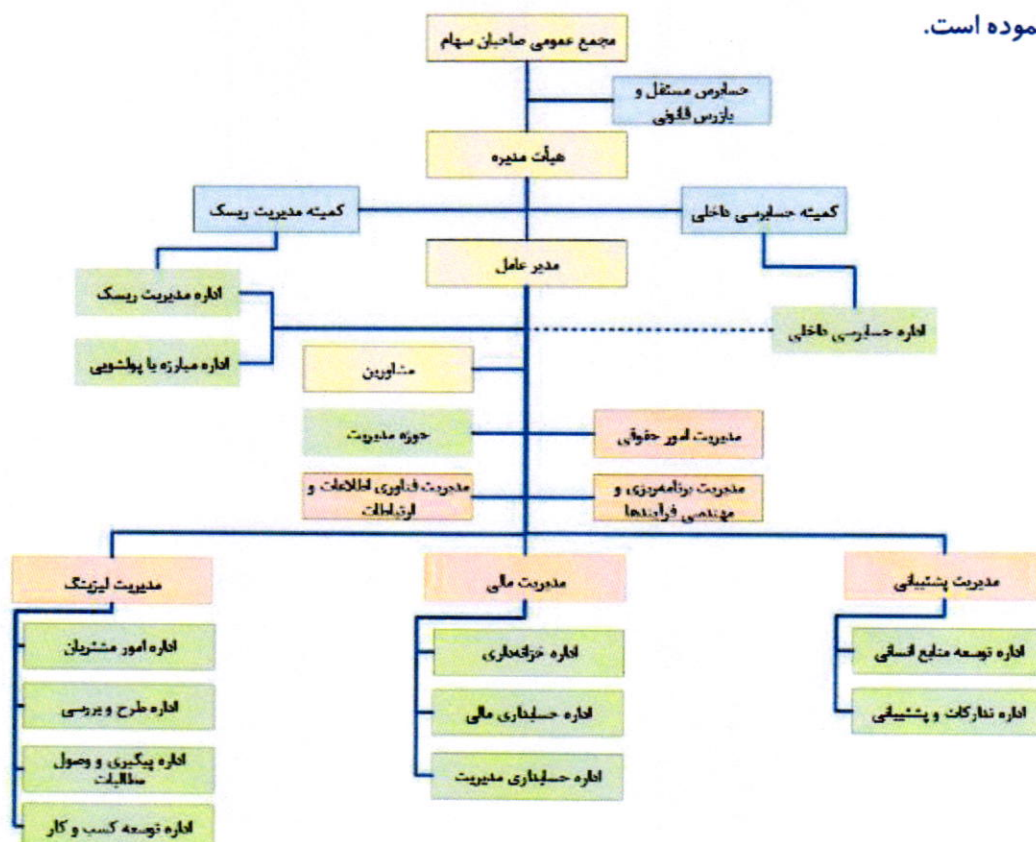 موده است.
مجمع عمومی صاحبان سهام
حسابرس مستقل و
بازرس قانونی
هیأت مدیره
کمیته حسابرسی داخلی
کمیته مدیریت ریسک
مدیر عامل
اداره مدیریت ریسک
اداره حسابرسی داخلی
اداره مبارزه با پولشویی
مشاورین
مدیریت امور حقوقی
حوزه مدیریت
مدیریت برنامه‌ریزی و
مهندسی فرآیندها
مدیریت فناوری اطلاعات و
ارتباطات
مدیریت پشتیبانی
اداره توسعه منابع انسانی
اداره تدارکات و پشتیبانی
مدیریت مالی
اداره خزانه‌داری
اداره حسابداری مالی
اداره حسابداری مدیریت
مدیریت لیزینگ
اداره امور مشتریان
اداره طرح و بررسی
اداره پیگیری و وصول
مطالبات
اداره توسعه کسب و کار